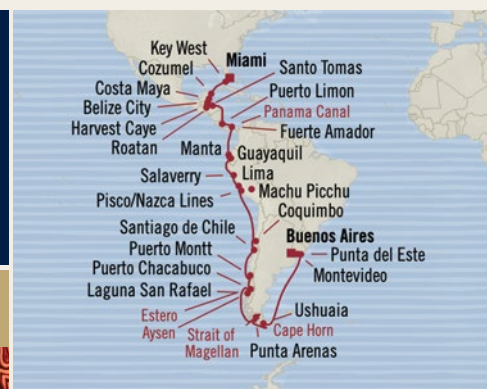 Key West
Miami
Cozumel
Santo Tomas
Costa Maya
Puerto Limon
Belize City
Panama Canal
Harvest Caye
Fuerte Amador
Roatan
Manta
Guayaquil
Salaverry
Lima
Pisco/Nazca Lines
Machu Picchu
Coquimbo
Santiago de Chile
Buenos Aires
Puerto Montt
Punta del Este
Puerto Chacabuco
Montevideo
Laguna San Rafael
Estero
Aysen
Ushuaia
Strait of
Magellan
Cape Horn
Punta Arenas